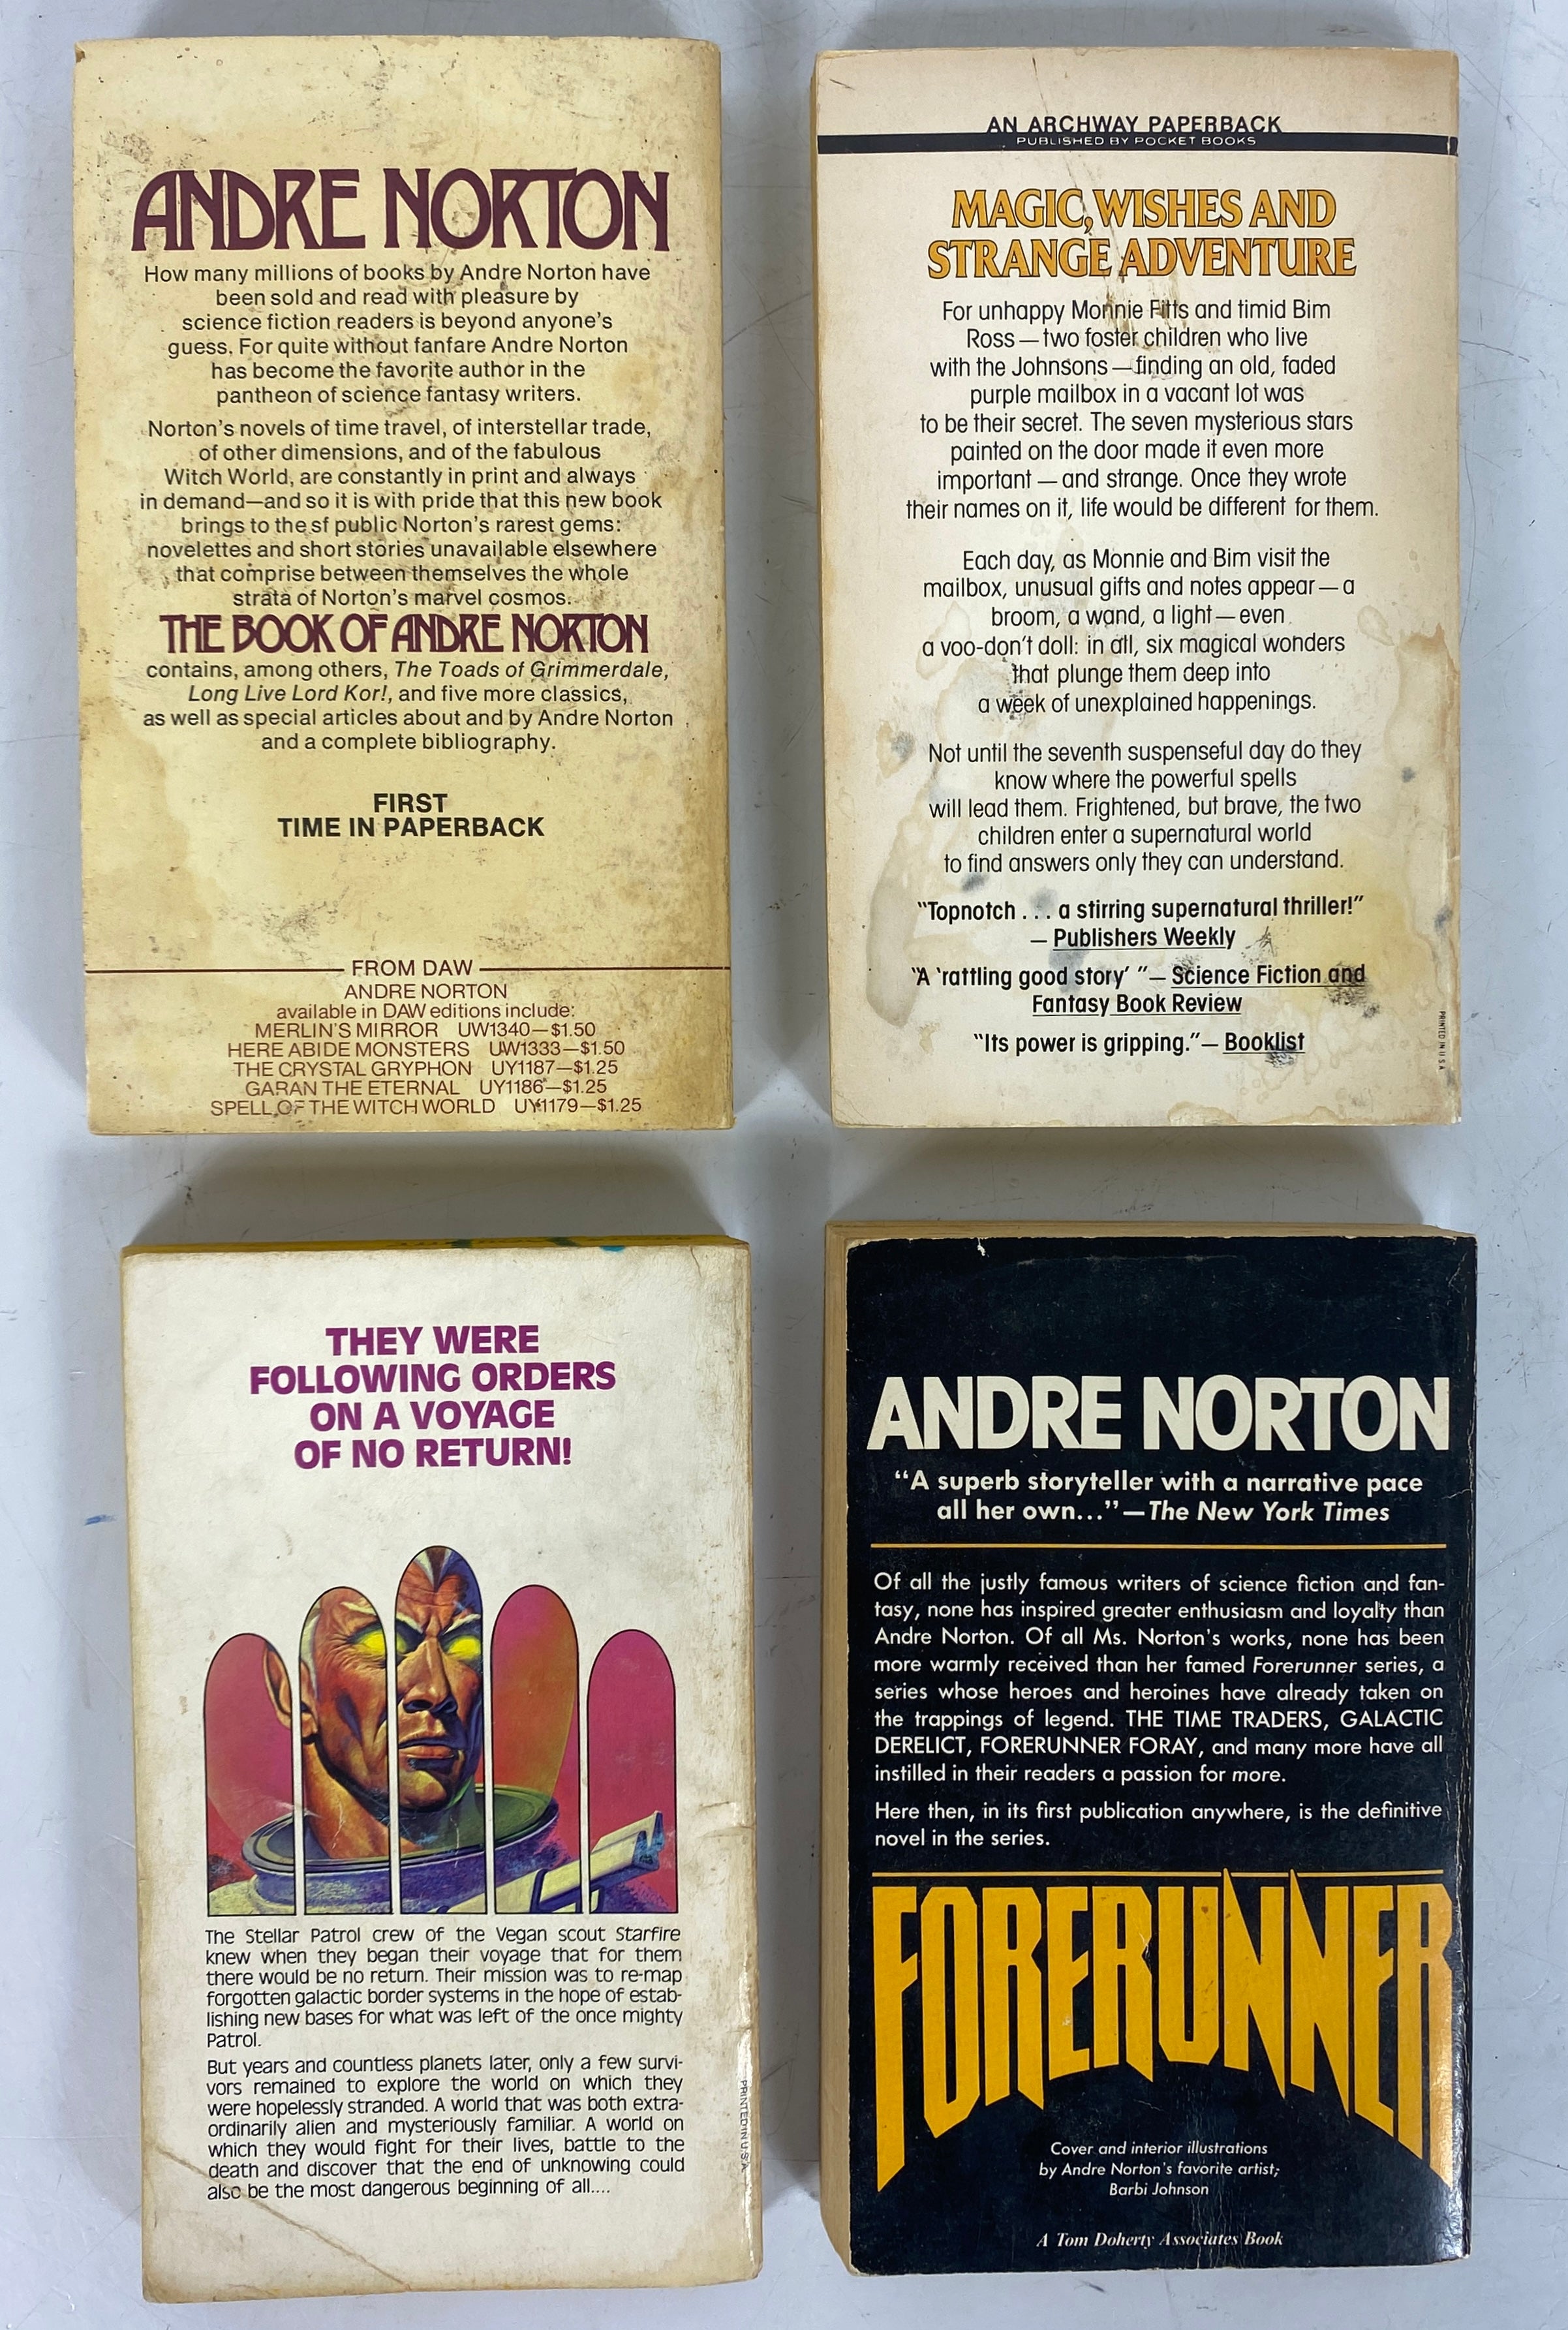 ANDRE NORTON
How many millions of books by Andre Norton have
been sold and read with pleasure by
science fiction readers is beyond anyone's
guess. For quite without fanfare Andre Norton
has become the favorite author in the
pantheon of science fantasy writers.
Norton's novels of time travel, of interstellar trade,
of other dimensions, and of the fabulous
Witch World, are constantly in print and always
in demand—and so it is with pride that this new book
brings to the sf public Norton's rarest gems:
novelettes and short stories unavailable elsewhere
that comprise between themselves the whole
strata of Norton's marvel cosmos.
THE BOOK OF ANDRE NORTON
contains, among others, The Toads of Grimmerdale,
Long Live Lord Kor!, and five more classics,
as well as special articles about and by Andre Norton
and a complete bibliography.
FIRST
TIME IN PAPERBACK
FROM DAW
ANDRE NORTON
available in DAW editions include:
MERLIN'S MIRROR UW1340—$1.50
HERE ABIDE MONSTERS UW1333—$1.50
THE CRYSTAL GRYPHON UY1187—$1.25
GARAN THE ETERNAL UY1186—$1.25
SPELL OF THE WITCH WORLD UY1179—$1.25
AN ARCHWAY PAPERBACK
PUBLISHED BY POCKET BOOKS
MAGIC, WISHES AND
STRANGE ADVENTURE
For unhappy Monnie Fitts and timid Bim
Ross — two foster children who live
with the Johnsons — finding an old, faded
purple mailbox in a vacant lot was
to be their secret. The seven mysterious stars
painted on the door made it even more
important — and strange. Once they wrote
their names on it, life would be different for them.
Each day, as Monnie and Bim visit the
mailbox, unusual gifts and notes appear — a
broom, a wand, a light — even
a voo-don't doll: in all, six magical wonders
that plunge them deep into
a week of unexplained happenings.
Not until the seventh suspenseful day do they
know where the powerful spells
will lead them. Frightened, but brave, the two
children enter a supernatural world
to find answers only they can understand.
"Topnotch . . . a stirring supernatural thriller!"
— Publishers Weekly
"A 'rattling good story' "— Science Fiction and
Fantasy Book Review
"Its power is gripping."— Booklist
PRINTED IN U.S.A.
THEY WERE
FOLLOWING ORDERS
ON A VOYAGE
OF NO RETURN!
The Stellar Patrol crew of the Vegan scout Starfire
knew when they began their voyage that for them
there would be no return. Their mission was to re-map
forgotten galactic border systems in the hope of estab-
lishing new bases for what was left of the once mighty
Patrol.
But years and countless planets later, only a few survi-
vors remained to explore the world on which they
were hopelessly stranded. A world that was both extra-
ordinarily alien and mysteriously familiar. A world on
which they would fight for their lives, battle to the
death and discover that the end of unknowing could
also be the most dangerous beginning of all....
PRINTED IN U.S.A.
ANDRE NORTON
"A superb storyteller with a narrative pace
all her own..."—The New York Times
Of all the justly famous writers of science fiction and fan-
tasy, none has inspired greater enthusiasm and loyalty than
Andre Norton. Of all Ms. Norton's works, none has been
more warmly received than her famed Forerunner series, a
series whose heroes and heroines have already taken on
the trappings of legend. THE TIME TRADERS, GALACTIC
DERELICT, FORERUNNER FORAY, and many more have all
instilled in their readers a passion for more.
Here then, in its first publication anywhere, is the definitive
novel in the series.
FORERUNNER
Cover and interior illustrations
by Andre Norton's favorite artist;
Barbi Johnson
A Tom Doherty Associates Book